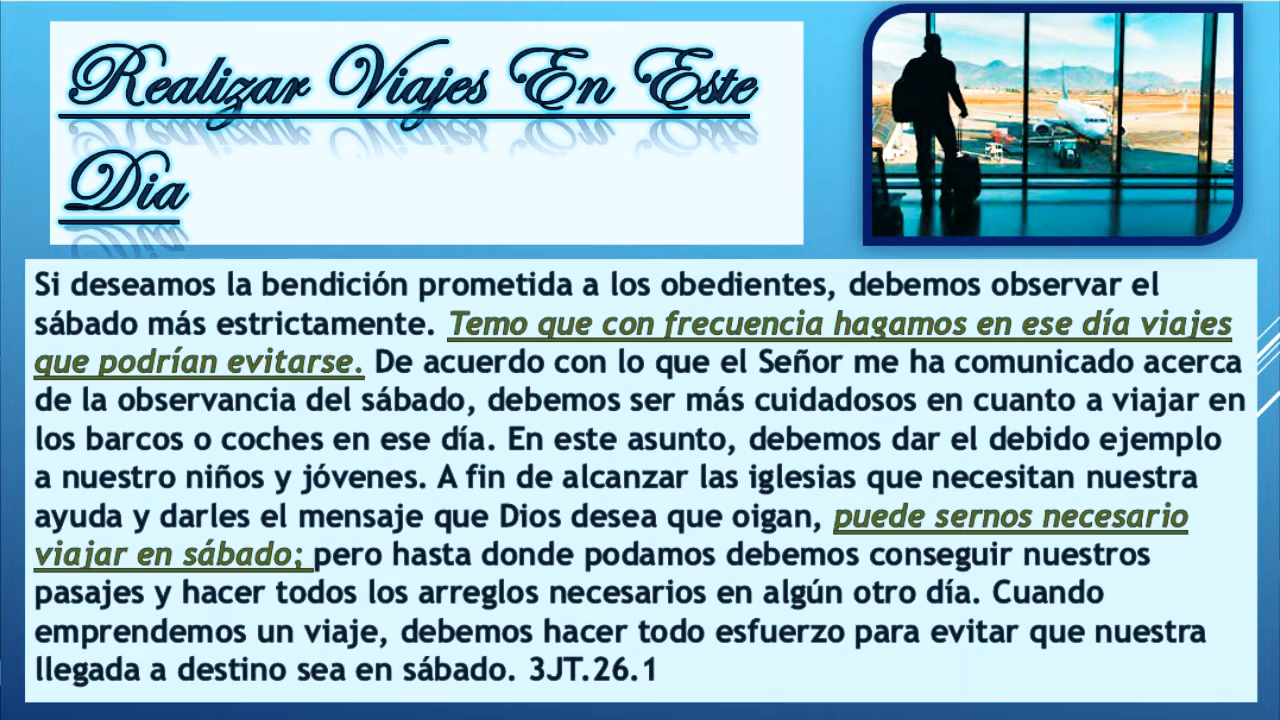 Realizar Viajes En Este
Dia
Si deseamos la bendición prometida a los obedientes, debemos observar el
sábado más estrictamente. Temo que con frecuencia hagamos en ese día viajes
que podrían evitarse. De acuerdo con lo que el Señor me ha comunicado acerca
de la observancia del sábado, debemos ser más cuidadosos en cuanto a viajar en
los barcos o coches en ese día. En este asunto, debemos dar el debido ejemplo
a nuestro niños y jóvenes. A fin de alcanzar las iglesias que necesitan nuestra
ayuda y darles el mensaje que Dios desea que oigan, puede sernos necesario
viajar en sábado; pero hasta donde podamos debemos conseguir nuestros
pasajes y hacer todos los arreglos necesarios en algún otro día. Cuando
emprendemos un viaje, debemos hacer todo esfuerzo para evitar que nuestra
llegada a destino sea en sábado. 3JT.26.1